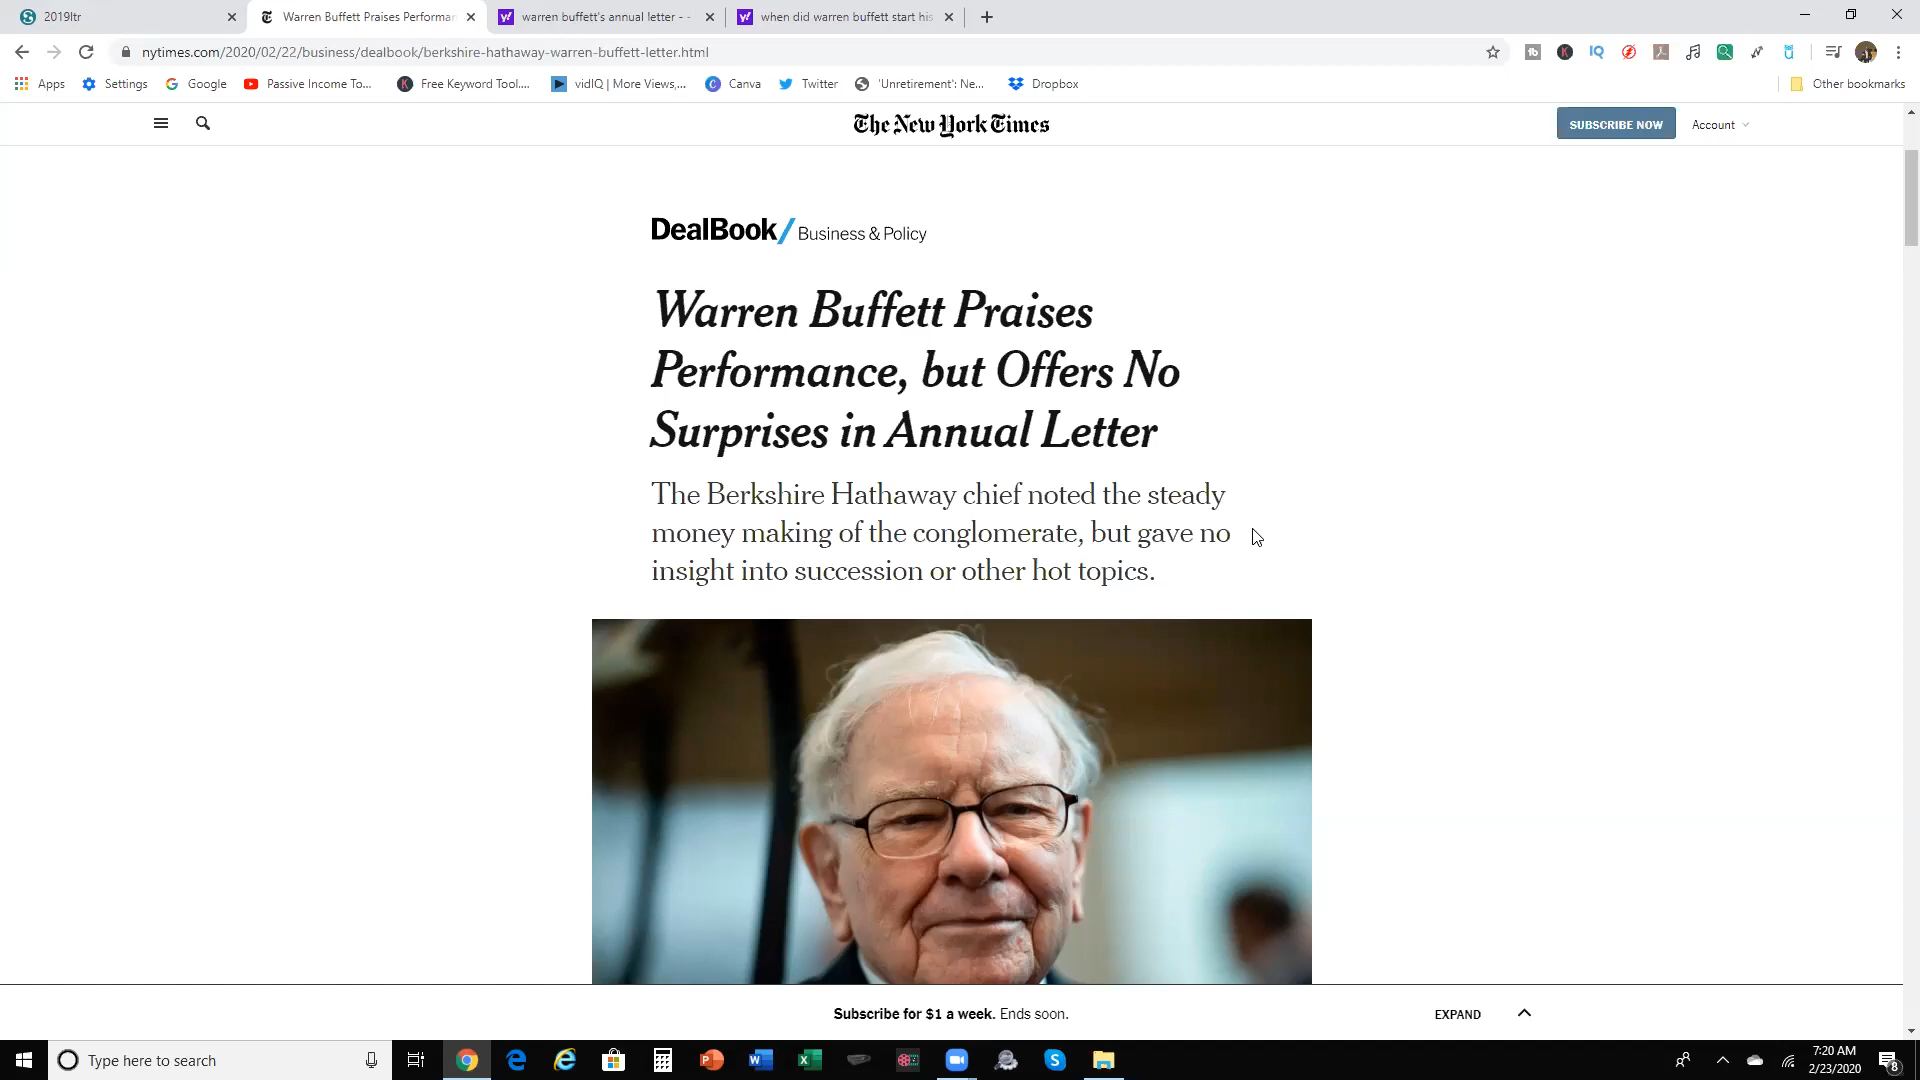 2019ltr
Warren Buffett Praises Performan
warren buffett's annual letter - -
when did warren buffett start his
nytimes.com/2020/02/22/business/dealbook/berkshire-hathaway-warren-buffett-letter.html
Apps
Settings
Google
Passive Income To...
Free Keyword Tool....
vidIQ | More Views,...
Canva
Twitter
'Unretirement': Ne...
Dropbox
Other bookmarks
The New York Times
SUBSCRIBE NOW
Account
DealBook/ Business & Policy
Warren Buffett Praises
Performance, but Offers No
Surprises in Annual Letter
The Berkshire Hathaway chief noted the steady
money making of the conglomerate, but gave no
insight into succession or other hot topics.
Subscribe for $1 a week. Ends soon.
EXPAND
Type here to search
7:20 AM
2/23/2020
8